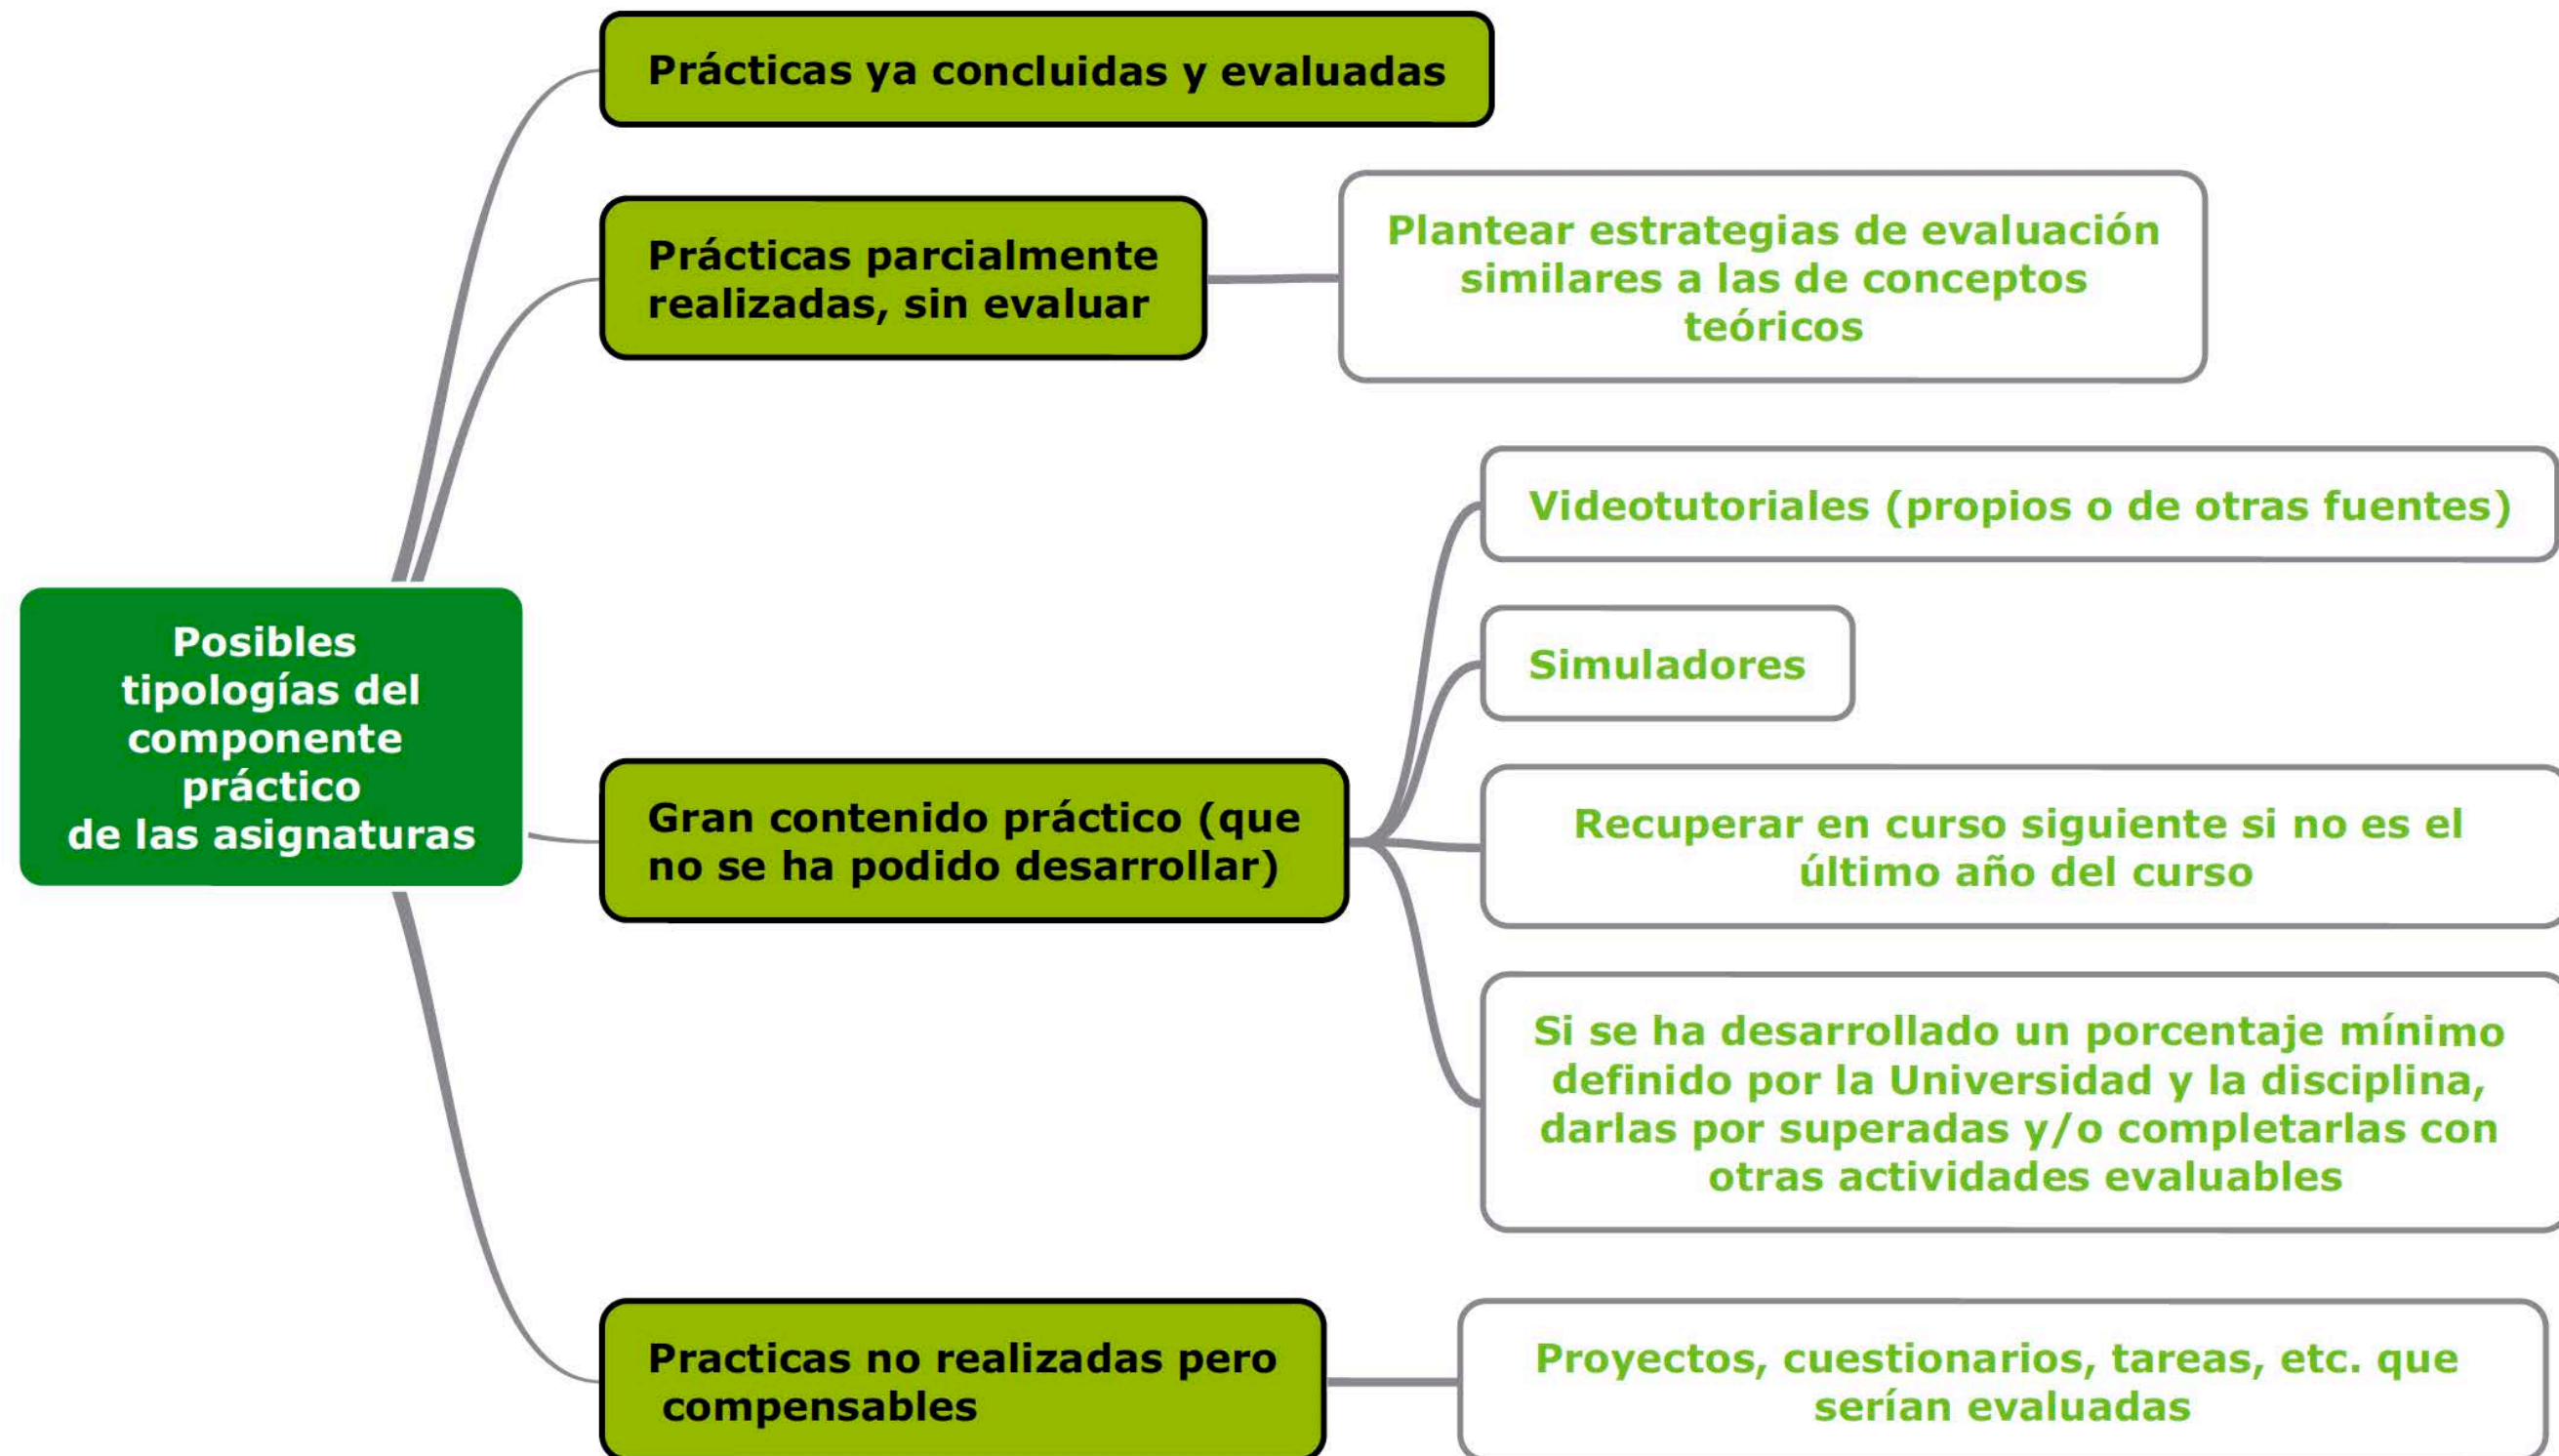 Prácticas ya concluidas y evaluadas
Prácticas parcialmente
realizadas, sin evaluar
Plantear estrategias de evaluación
similares a las de conceptos
teóricos
Posibles
tipologías del
componente
práctico
de las asignaturas
Gran contenido práctico (que
no se ha podido desarrollar)
Videotutoriales (propios o de otras fuentes)
Simuladores
Recuperar en curso siguiente si no es el
último año del curso
Si se ha desarrollado un porcentaje mínimo
definido por la Universidad y la disciplina,
darlas por superadas y/o completarlas con
otras actividades evaluables
Practicas no realizadas pero
compensables
Proyectos, cuestionarios, tareas, etc. que
serían evaluadas